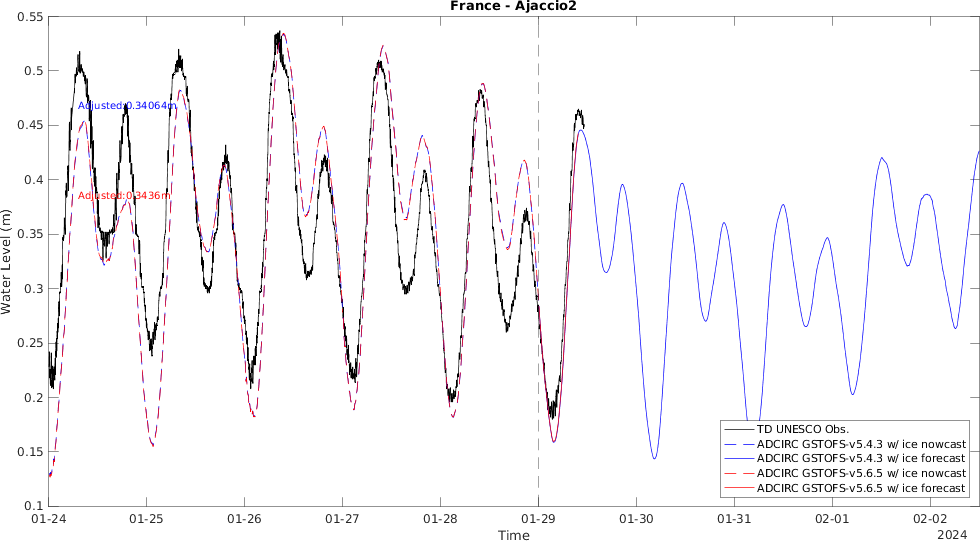 France - Ajaccio2
0.55
0.5
0.45
0.4
0.35
0.3
0.25
0.2
0.15
0.1
Water Level (m)
Adjusted:0.34064m
Adjusted:0.3436m
TD UNESCO Obs.
ADCIRC GSTOFS-v5.4.3 w/ ice nowcast
ADCIRC GSTOFS-v5.4.3 w/ ice forecast
ADCIRC GSTOFS-v5.6.5 w/ ice nowcast
ADCIRC GSTOFS-v5.6.5 w/ ice forecast
01-24 01-25 01-26 01-27 01-28 01-29 01-30 01-31 02-01 02-02
Time
2024